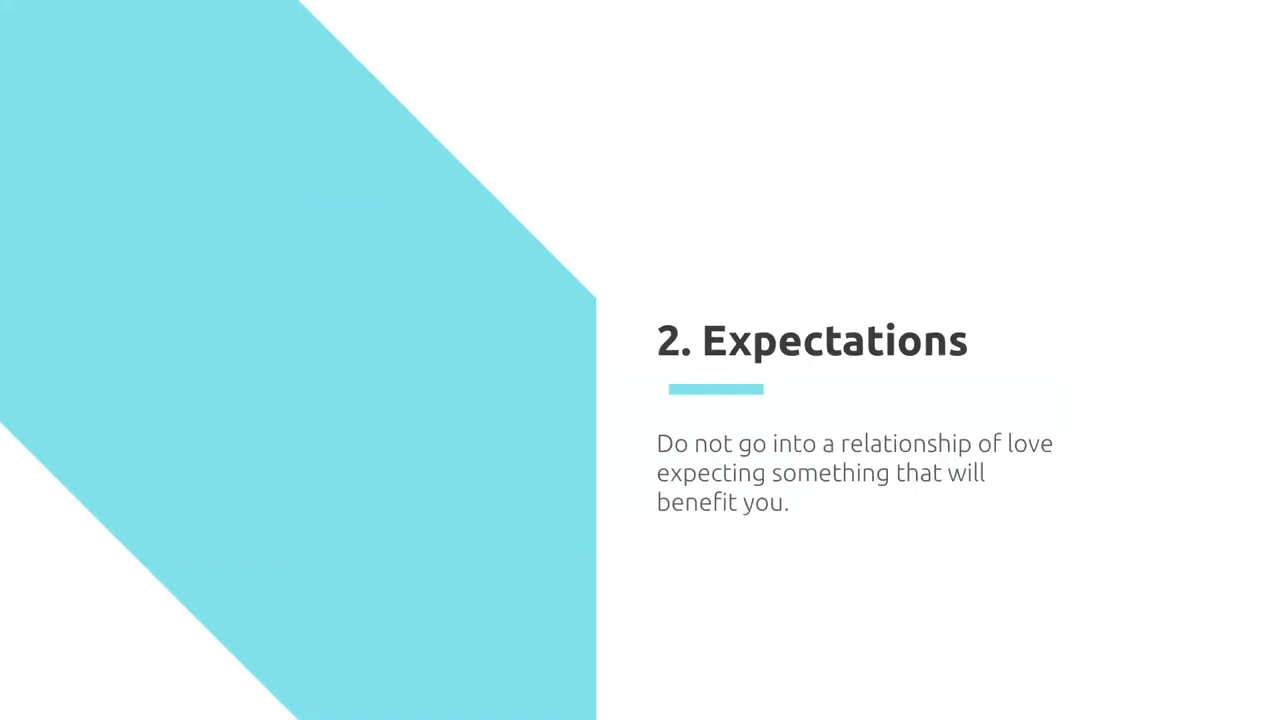 2. Expectations
Do not go into a relationship of love
expecting something that will
benefit you.